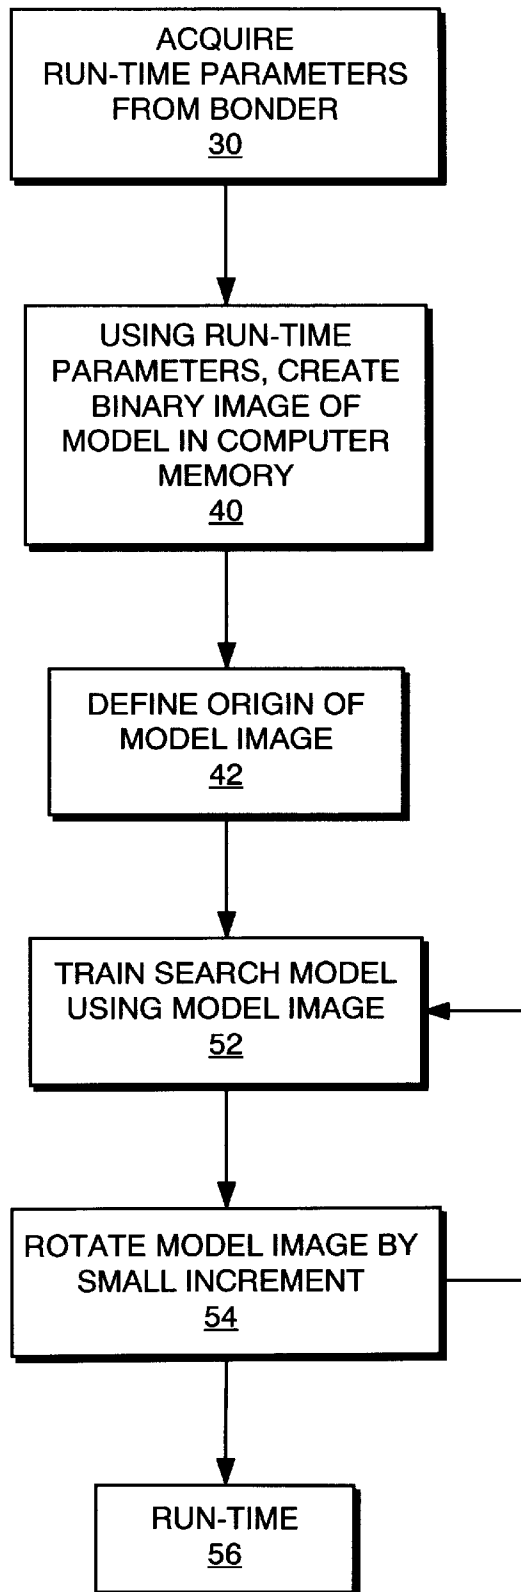 ACQUIRE
RUN-TIME PARAMETERS
FROM BONDER
30
USING RUN-TIME
PARAMETERS, CREATE
BINARY IMAGE OF
MODEL IN COMPUTER
MEMORY
40
DEFINE ORIGIN OF
MODEL IMAGE
42
TRAIN SEARCH MODEL
USING MODEL IMAGE
52
ROTATE MODEL IMAGE BY
SMALL INCREMENT
54
RUN-TIME
56